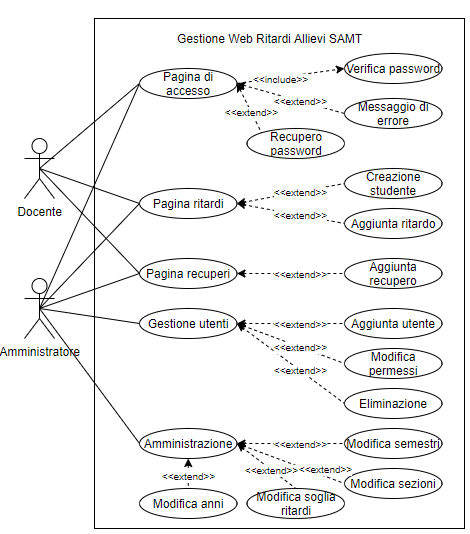 Gestione Web Ritardi Allievi SAMT
Pagina di
accesso
<<include>>
Verifica password
<<extend>>
Messaggio di
errore
<<extend>>
Recupero
password
Docente
Pagina ritardi
<<extend>>
Creazione
studente
<<extend>>
Aggiunta ritardo
Pagina recuperi
<<extend>>
Aggiunta
recupero
Amministratore
Gestione utenti
<<extend>>
Aggiunta utente
<<extend>>
Modifica
permessi
<<extend>>
Eliminazione
Amministrazione
<<extend>>
Modifica semestri
<<extend>>
<<extend>>
<<extend>>
Modifica sezioni
Modifica anni
Modifica soglia
ritardi